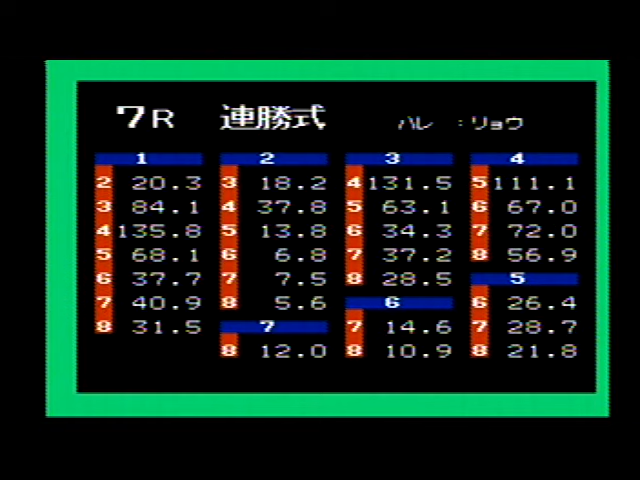 7R 連勝式 ハレ :リョウ
1 2 3 4
2 20.3 3 18.2 4 131.5 5 111.1
3 84.1 4 37.8 5 63.1 6 67.0
4 135.8 5 13.8 6 34.3 7 72.0
5 68.1 6 6.8 7 37.2 8 56.9
6 37.7 7 7.5 8 28.5 5
7 40.9 8 5.6 6 6 26.4
8 31.5 7 7 14.6 7 28.7
8 12.0 8 10.9 8 21.8